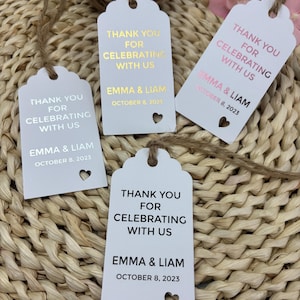 THANK YOU
FOR
CELEBRATING
WITH US
EMMA & LIAM
OCTOBER 8, 2023
THANK YOU
FOR
CELEBRATING
WITH US
EMMA & LIAM
OCTOBER 8, 2023
THANK YOU
FOR
CELEBRATING
WITH US
EMMA & LIAM
OCTOBER 8, 2023
THANK YOU
FOR
CELEBRATING
WITH US
EMMA & LIAM
OCTOBER 8, 2023